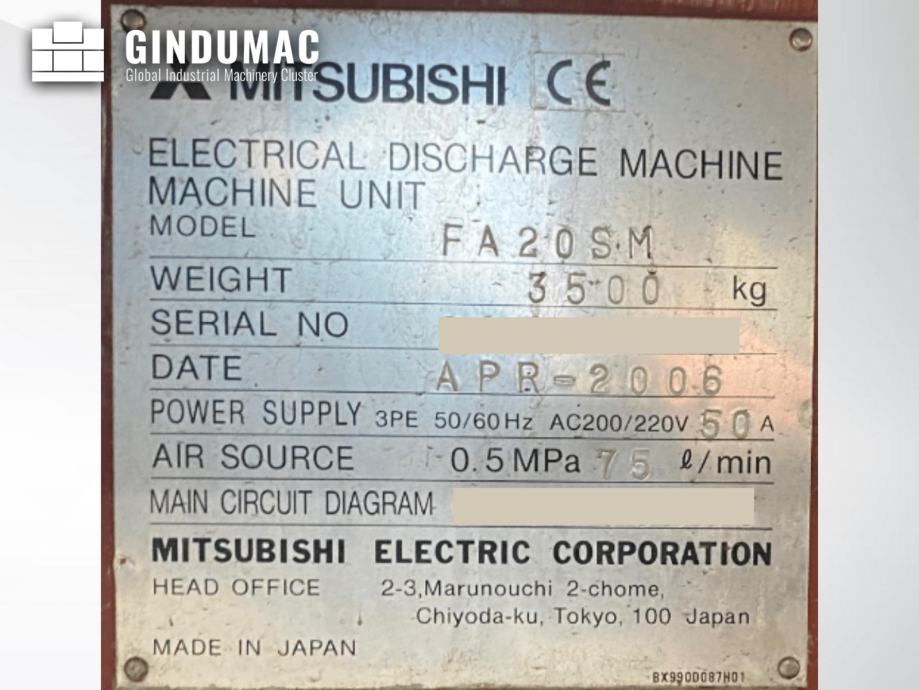 GINDUMAC
Global Industrial Machinery Cluster
MITSUBISHI CE
ELECTRICAL DISCHARGE MACHINE
MACHINE UNIT
MODEL FA20S·M
WEIGHT 3500 kg
SERIAL NO
DATE APR-2006
POWER SUPPLY 3PE 50/60Hz AC200/220V 50 A
AIR SOURCE 0.5MPa 75 ℓ/min
MAIN CIRCUIT DIAGRAM
MITSUBISHI ELECTRIC CORPORATION
HEAD OFFICE 2-3,Marunouchi 2-chome,
Chiyoda-ku, Tokyo, 100 Japan
MADE IN JAPAN
BX990D087H01